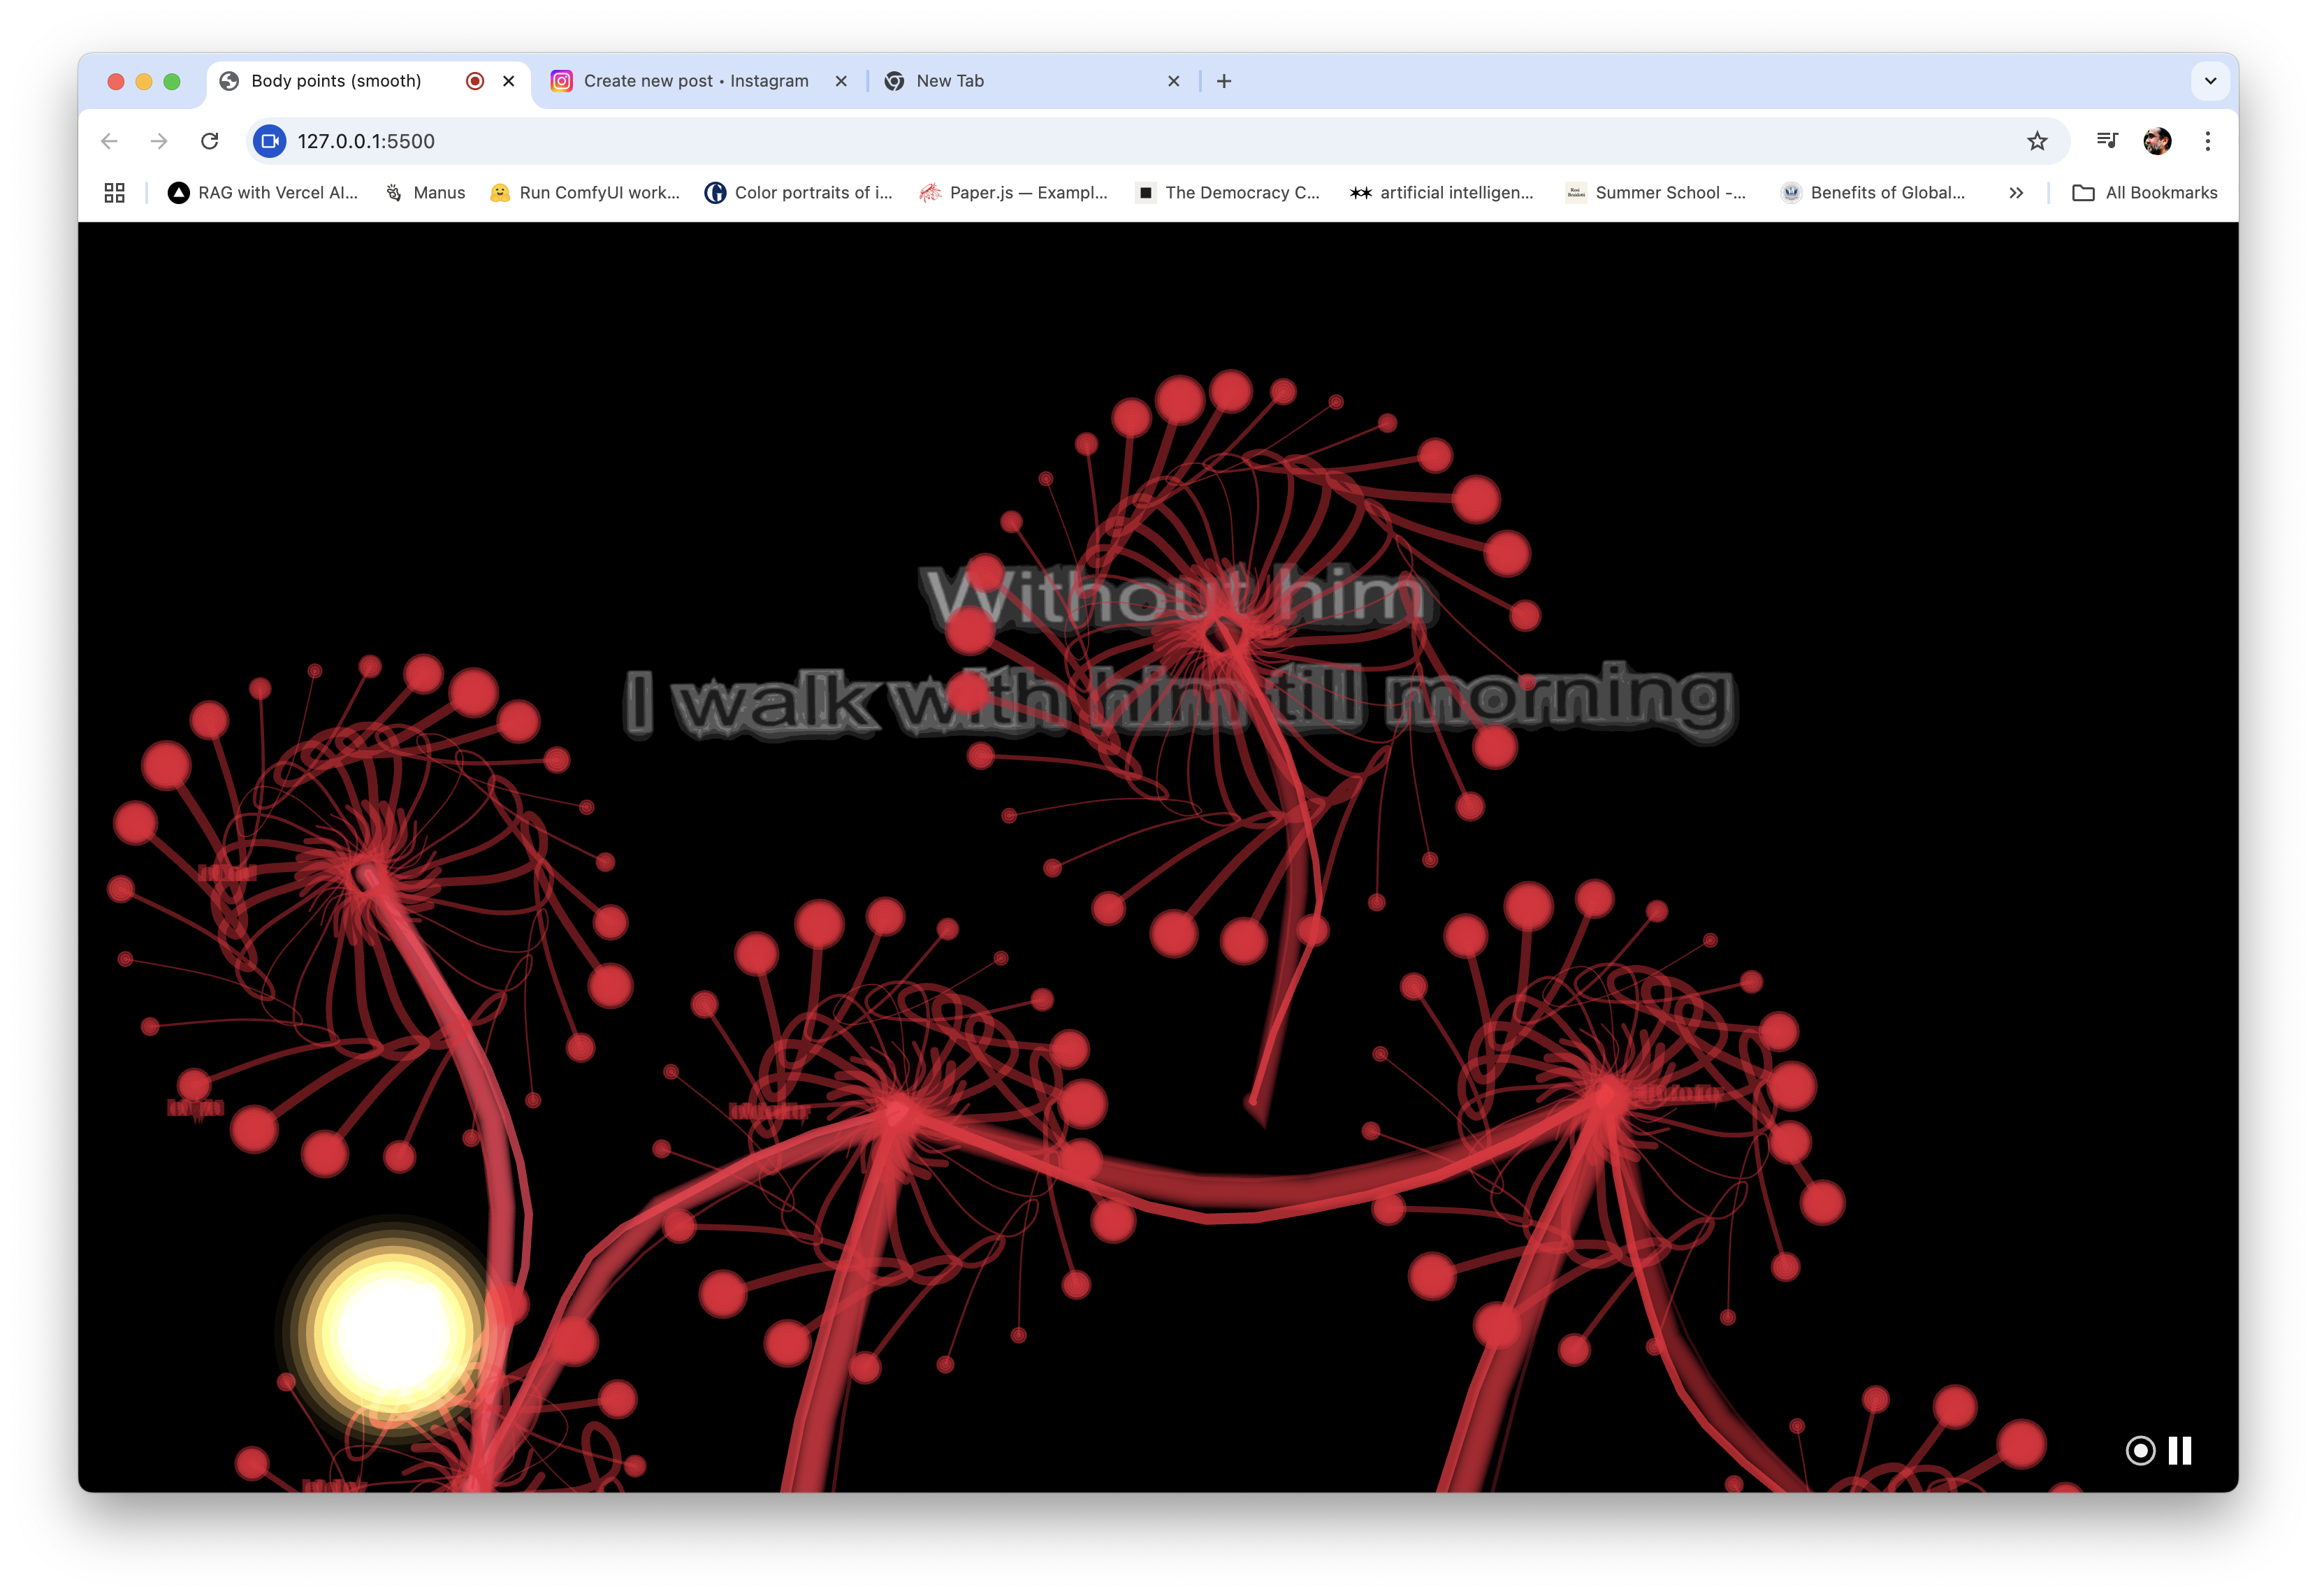 Body points (smooth)
Create new post • Instagram
New Tab
127.0.0.1:5500
RAG with Vercel AI...
Manus
Run ComfyUI work...
Color portraits of i...
Paper.js — Exampl...
The Democracy C...
artificial intelligen...
Summer School -...
Benefits of Global...
All Bookmarks
Without him
I walk with him till morning